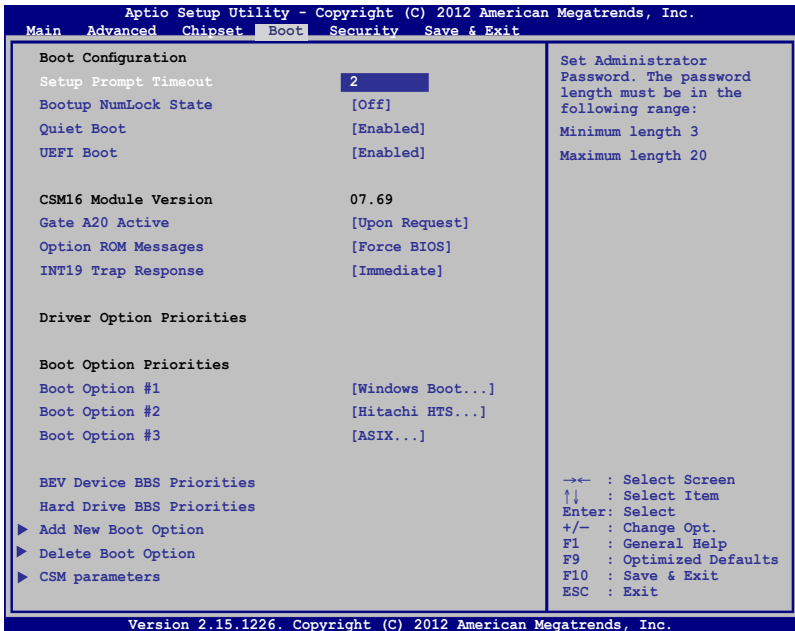 Aptio Setup Utility - Copyright (C) 2012 American Megatrends, Inc.
Main Advanced Chipset Boot Security Save & Exit
Boot Configuration
Setup Prompt Timeout 2
Bootup NumLock State [Off]
Quiet Boot [Enabled]
UEFI Boot [Enabled]
CSM16 Module Version 07.69
Gate A20 Active [Upon Request]
Option ROM Messages [Force BIOS]
INT19 Trap Response [Immediate]
Driver Option Priorities
Boot Option Priorities
Boot Option #1 [Windows Boot...]
Boot Option #2 [Hitachi HTS...]
Boot Option #3 [ASIX...]
BEV Device BBS Priorities
Hard Drive BBS Priorities
▶ Add New Boot Option
▶ Delete Boot Option
▶ CSM parameters
Set Administrator
Password. The password
length must be in the
following range:
Minimum length 3
Maximum length 20
→← : Select Screen
↑↓ : Select Item
Enter: Select
+/— : Change Opt.
F1 : General Help
F9 : Optimized Defaults
F10 : Save & Exit
ESC : Exit
Version 2.15.1226. Copyright (C) 2012 American Megatrends, Inc.